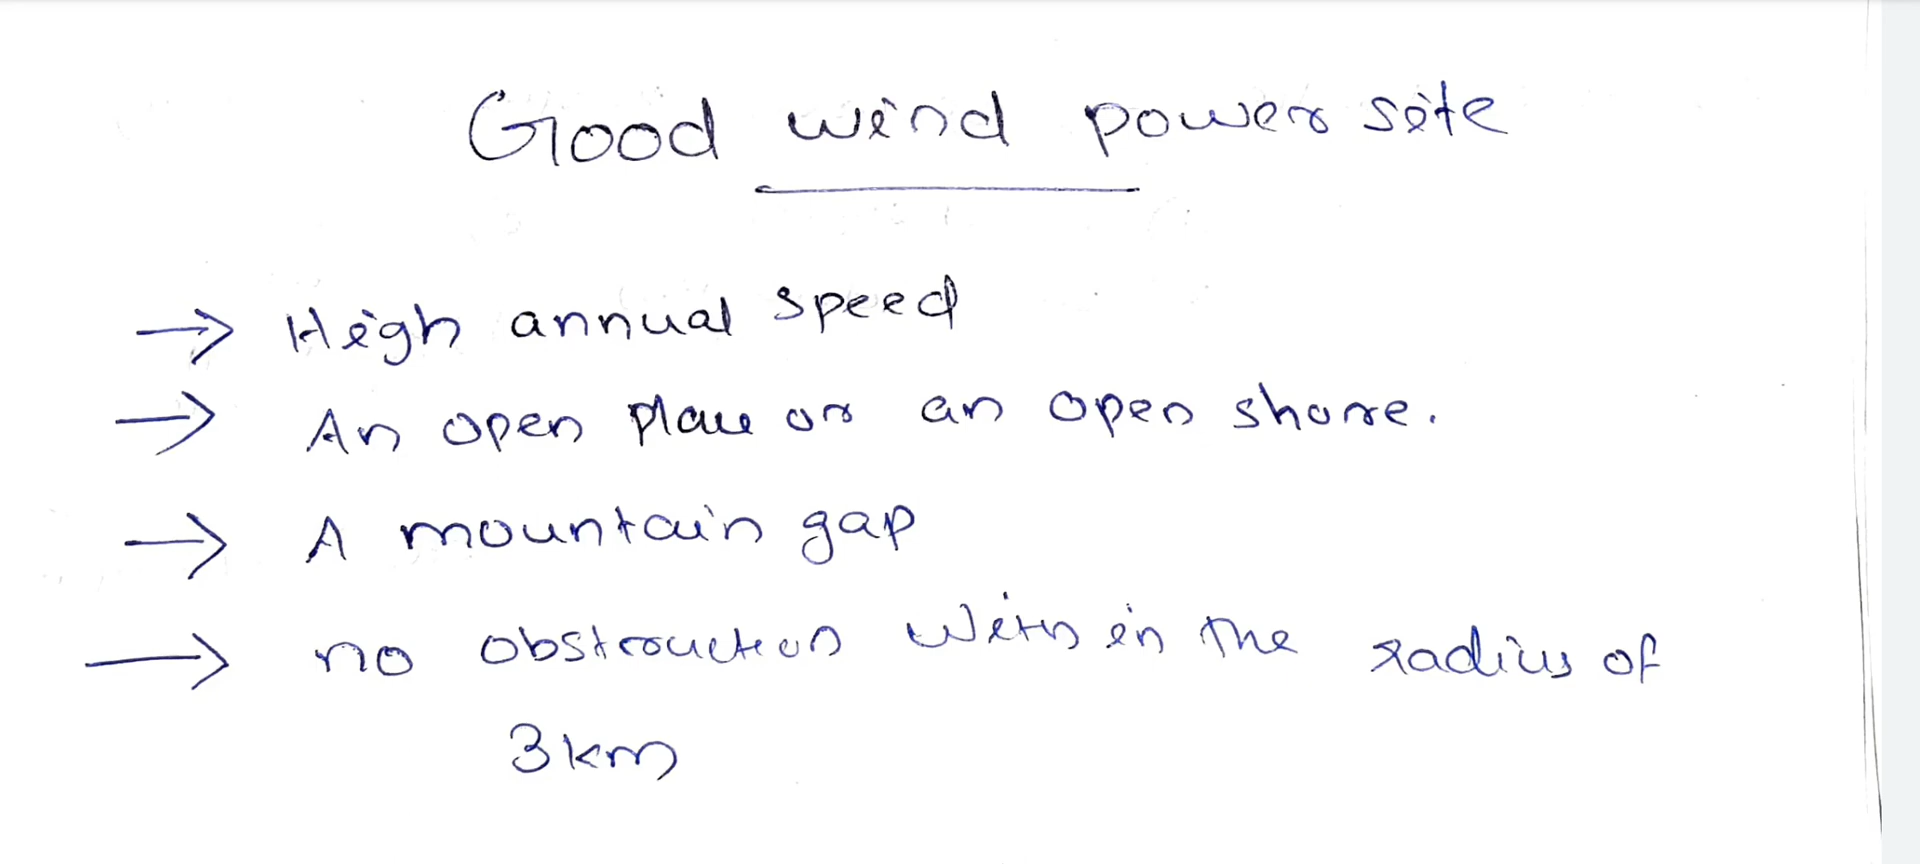 Good wind power site
→ High annual speed
→ An open place or an open shore.
→ A mountain gap
→ no obstruction with in the radius of
3km